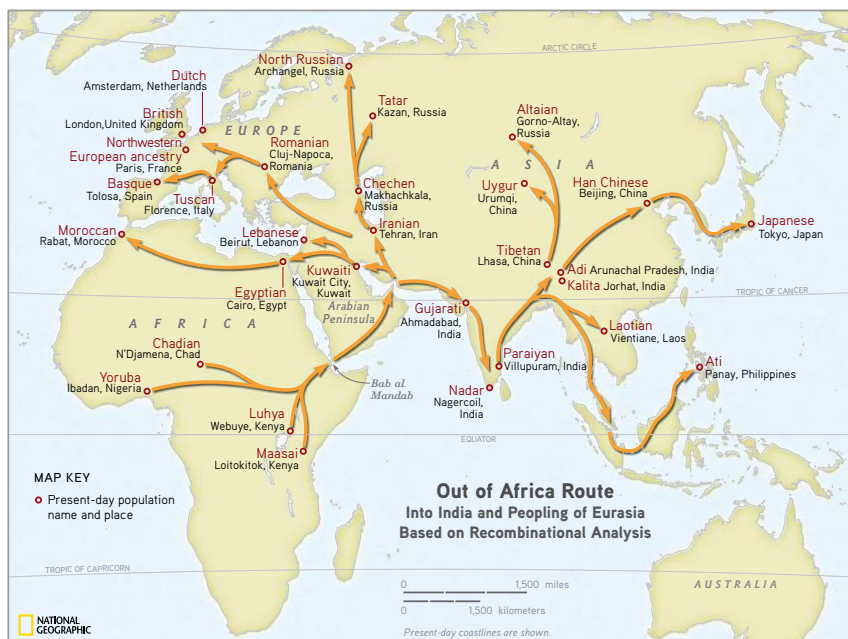 ARCTIC CIRCLE
North Russian
Archangel, Russia
Dutch
Amsterdam, Netherlands
Tatar
Kazan, Russia
Altaian
Gorno-Altay,
Russia
British
London,United Kingdom
EUROPE
Northwestern
European ancestry
Paris, France
Romanian
Cluj-Napoca,
Romania
ASIA
Basque
Tolosa, Spain
Chechen
Makhachkala,
Russia
Uygur
Urumqi,
China
Han Chinese
Beijing, China
Tuscan
Florence, Italy
Moroccan
Rabat, Morocco
Lebanese
Beirut, Lebanon
Iranian
Tehran, Iran
Japanese
Tokyo, Japan
Tibetan
Lhasa, China
Kuwaiti
Kuwait City,
Kuwait
Adi Arunachal Pradesh, India
Kalita Jorhat, India
Egyptian
Cairo, Egypt
TROPIC OF CANCER
Arabian
Peninsula
Gujarati
Ahmadabad,
India
AFRICA
Laotian
Vientiane, Laos
Chadian
N'Djamena, Chad
Paraiyan
Villupuram, India
Ati
Panay, Philippines
Yoruba
Ibadan, Nigeria
Bab al
Mandab
Nadar
Nagercoil,
India
Luhya
Webuye, Kenya
EQUATOR
Maasai
Loitokitok, Kenya
MAP KEY
Present-day population
name and place
Out of Africa Route
Into India and Peopling of Eurasia
Based on Recombinational Analysis
TROPIC OF CAPRICORN
0 1,500 miles
0 1,500 kilometers
Present-day coastlines are shown.
AUSTRALIA
NATIONAL
GEOGRAPHIC